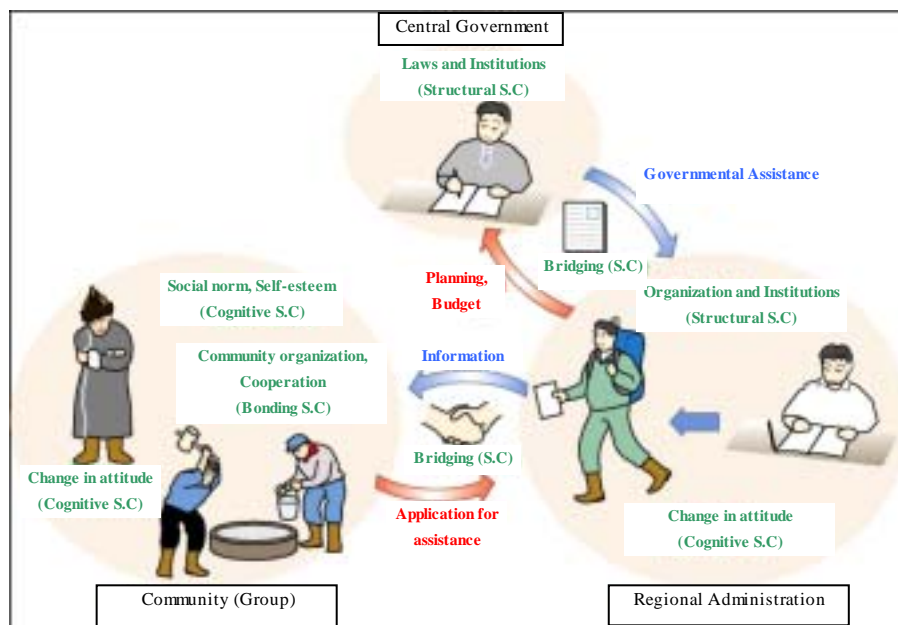 Central Government
Laws and Institutions
(Structural S.C)
Governmental Assistance
Bridging (S.C)
Planning,
Budget
Organization and Institutions
(Structural S.C)
Social norm, Self-esteem
(Cognitive S.C)
Community organization,
Cooperation
(Bonding S.C)
Information
Bridging (S.C)
Change in attitude
(Cognitive S.C)
Application for
assistance
Change in attitude
(Cognitive S.C)
Community (Group)
Regional Administration